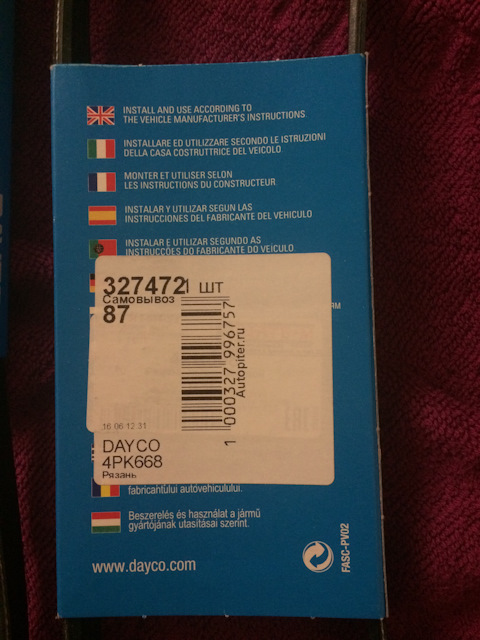 INSTALL AND USE ACCORDING TO
THE VEHICLE MANUFACTURER'S INSTRUCTIONS.
INSTALLARE ED UTILIZZARE SECONDO LE ISTRUZIONI
DELLA CASA COSTRUTTRICE DEL VEICOLO.
MONTER ET UTILISER SELON
LES INSTRUCTIONS DU CONSTRUCTEUR.
INSTALAR Y UTILIZAR SEGUN LAS
INSTRUCCIONES DEL FABRICANTE DEL VEHICULO
INSTALAR E UTILIZAR SEGUNDO AS
INSTRUCÇÕES DO FABRICANTE DO VEÍCULO.
327472
1 шт
Самовывоз
87
1 000327 996757
Autopiter.ru
16 06 12 31
DAYCO
4PK668
Рязань
fabricantului autovehiculului.
Beszerelés és használat a jármű
gyártójának utasításai szerint.
www.dayco.com
FASC-PV02